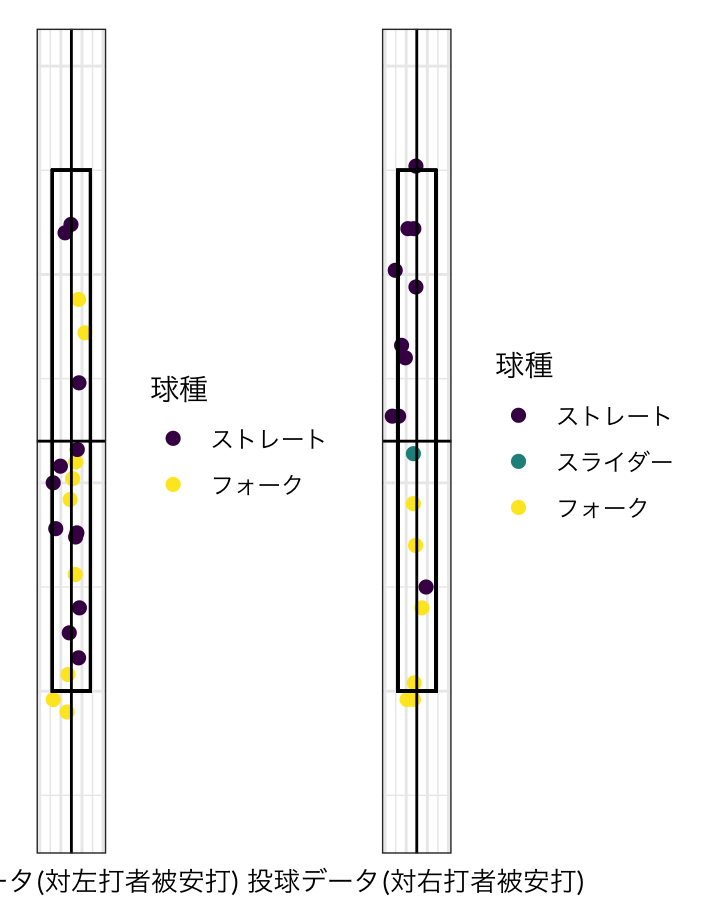 球種
ストレート
フォーク
球種
ストレート
スライダー
フォーク
ータ(対左打者被安打)
投球データ(対右打者被安打)